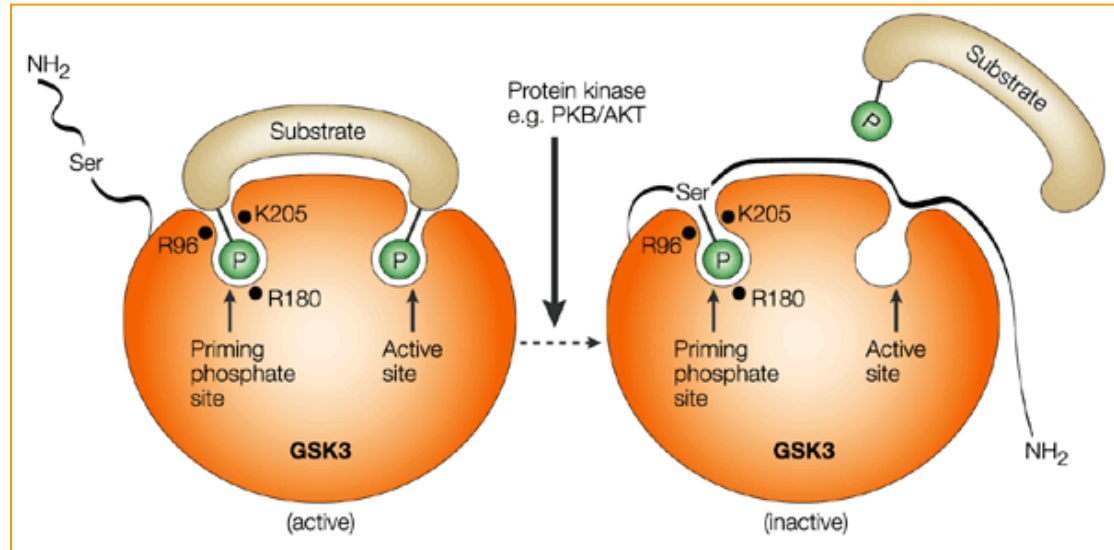 NH2
Ser
Substrate
K205
R96
P
P
R180
Priming
phosphate
site
Active
site
GSK3
(active)
Protein kinase
e.g. PKB/AKT
Substrate
P
Ser
K205
R96
P
R180
Priming
phosphate
site
Active
site
GSK3
NH2
(inactive)